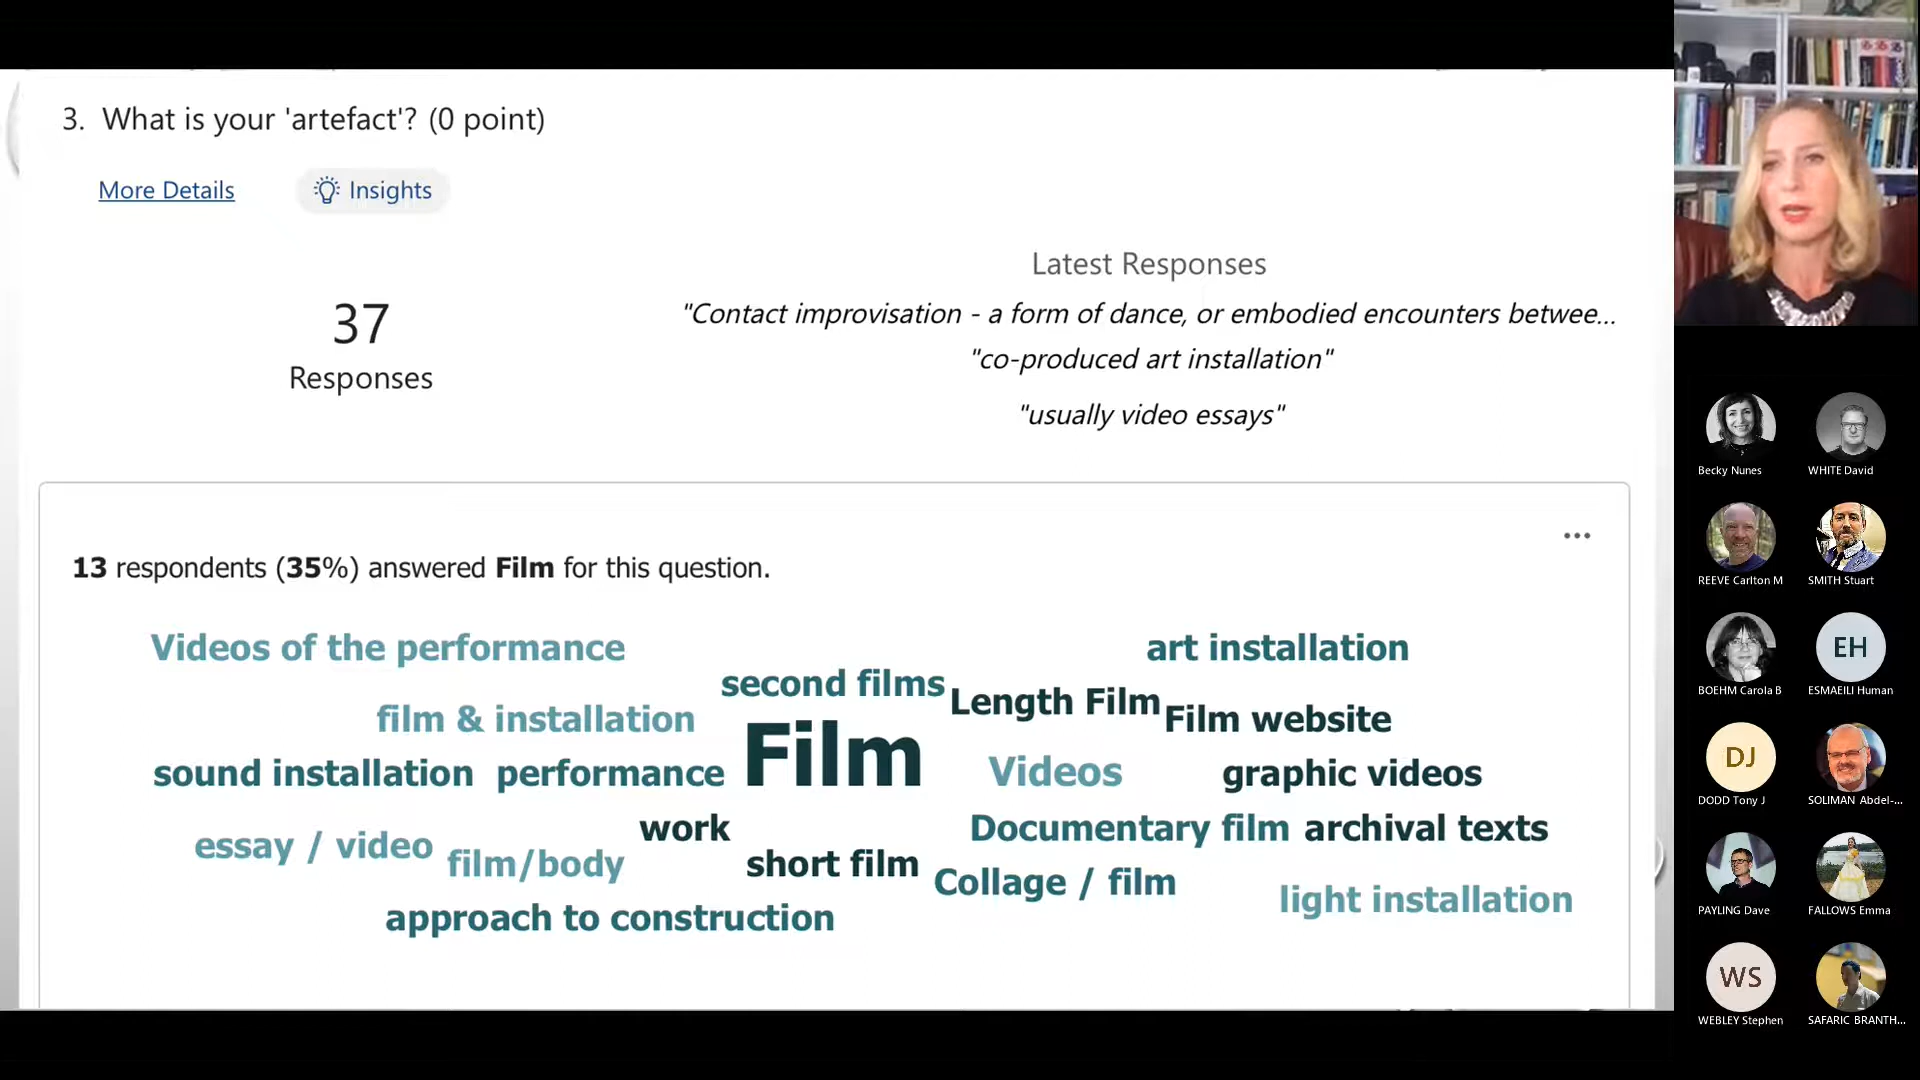 3. What is your 'artefact'? (0 point)
More Details
Insights
37
Responses
Latest Responses
"Contact improvisation - a form of dance, or embodied encounters betwee...
"co-produced art installation"
"usually video essays"
13 respondents (35%) answered Film for this question.
Videos of the performance
art installation
second films
Length Film
Film website
film & installation
Film
sound installation
performance
Videos
graphic videos
work
Documentary film
archival texts
essay / video
film/body
short film
Collage / film
light installation
approach to construction
Becky Nunes
WHITE David
REEVE Carlton M
SMITH Stuart
BOEHM Carola B
EH
ESMAEILI Human
DJ
DODD Tony J
SOLIMAN Abdel-...
PAYLING Dave
FALLOWS Emma
WS
WEBLEY Stephen
SAFARIC BRANTH...